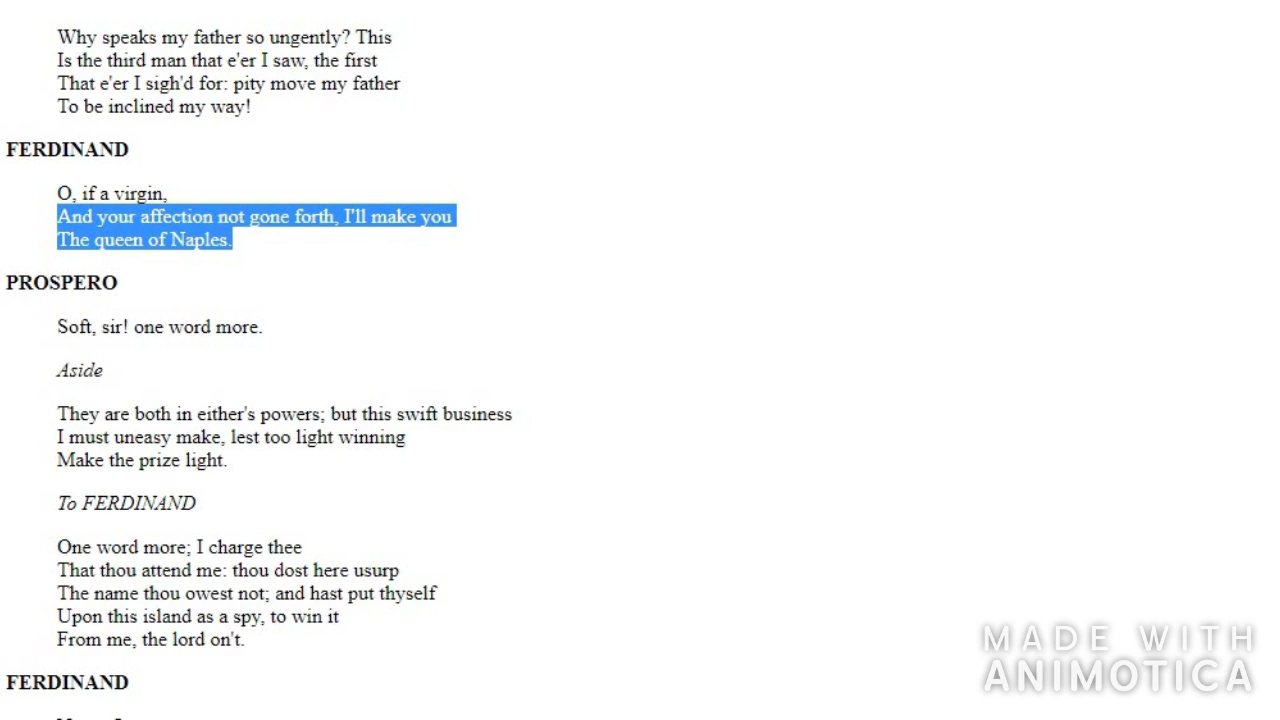 Why speaks my father so ungently? This
Is the third man that e'er I saw, the first
That e'er I sigh'd for: pity move my father
To be inclined my way!
FERDINAND
O, if a virgin,
And your affection not gone forth, I'll make you
The queen of Naples.
PROSPERO
Soft, sir! one word more.
Aside
They are both in either's powers; but this swift business
I must uneasy make, lest too light winning
Make the prize light.
To FERDINAND
One word more; I charge thee
That thou attend me: thou dost here usurp
The name thou owest not; and hast put thyself
Upon this island as a spy, to win it
From me, the lord on't.
FERDINAND
MADE WITH
ANIMOTICA